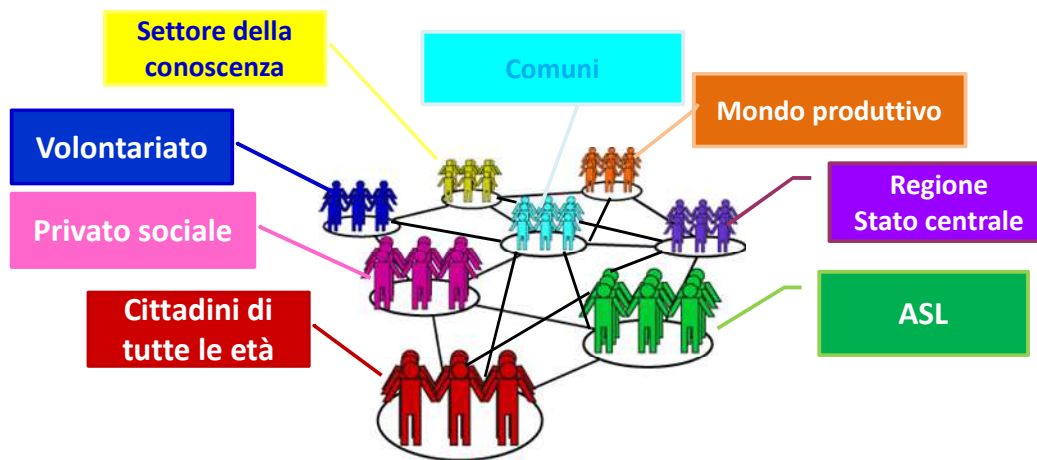 Settore della
conoscenza
Comuni
Mondo produttivo
Volontariato
Regione
Stato centrale
Privato sociale
Cittadini di
tutte le età
ASL